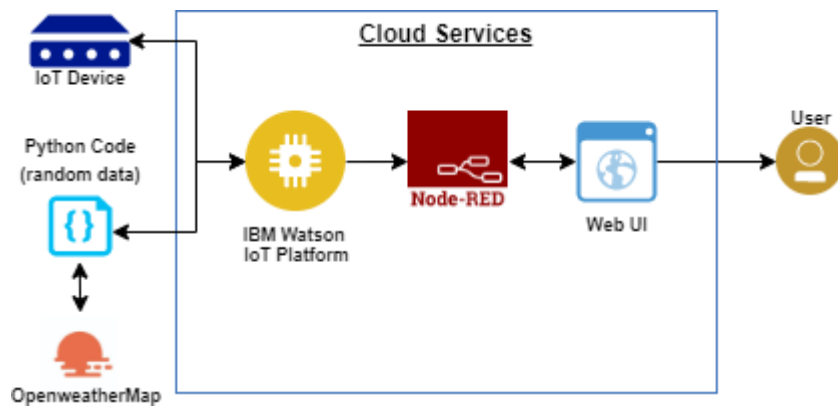 Cloud Services
IoT Device
Python Code
(random data)
IBM Watson
IoT Platform
Node-RED
Web UI
User
OpenweatherMap